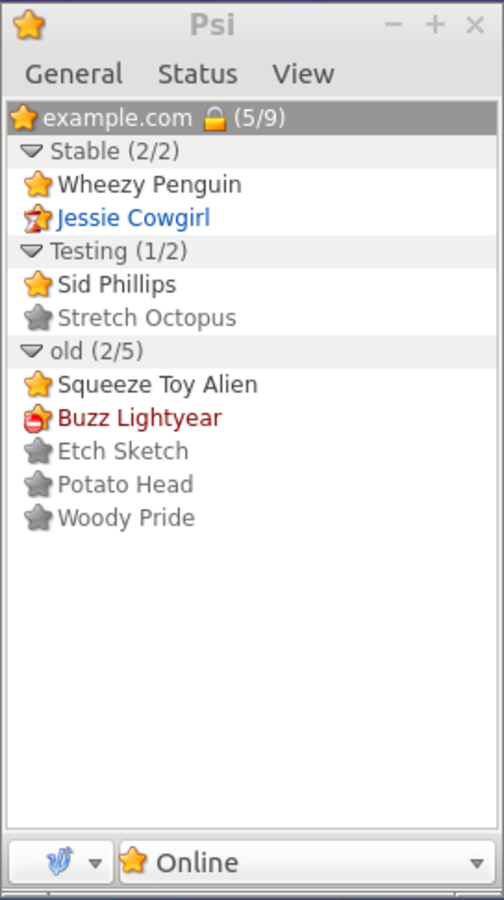 Psi
General Status View
example.com (5/9)
Stable (2/2)
Wheezy Penguin
Jessie Cowgirl
Testing (1/2)
Sid Phillips
Stretch Octopus
old (2/5)
Squeeze Toy Alien
Buzz Lightyear
Etch Sketch
Potato Head
Woody Pride
Online